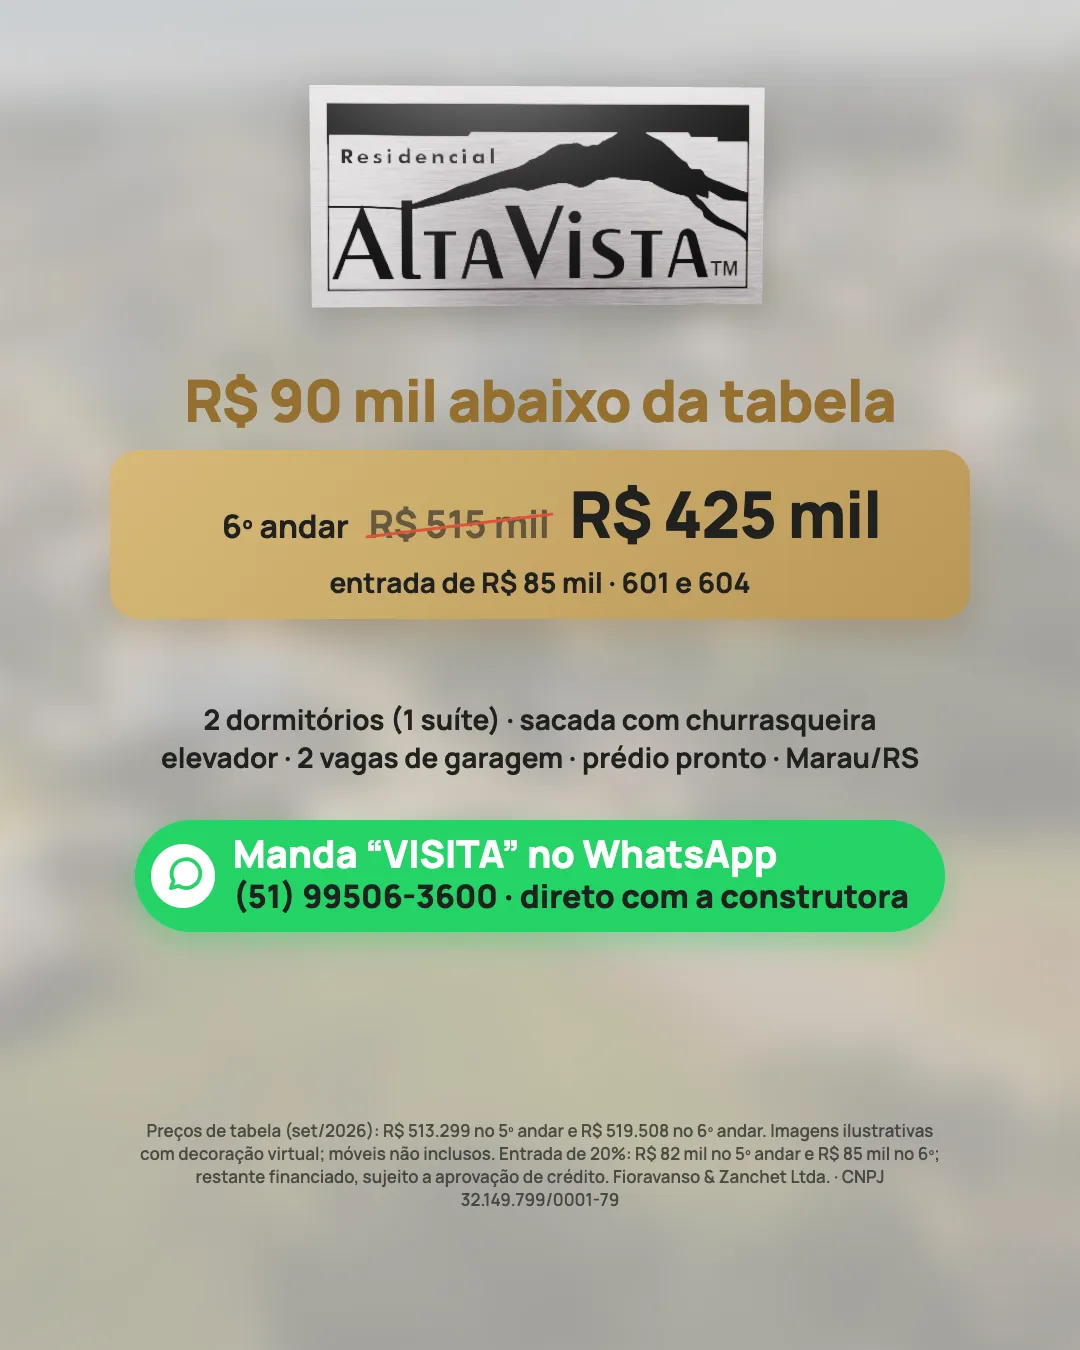 Residencial
ALTAVISTA™
R$ 90 mil abaixo da tabela
6º andar R$ 515 mil R$ 425 mil
entrada de R$ 85 mil · 601 e 604
2 dormitórios (1 suíte) · sacada com churrasqueira
elevador · 2 vagas de garagem · prédio pronto · Marau/RS
Manda “VISITA” no WhatsApp
(51) 99506-3600 · direto com a construtora
Preços de tabela (set/2026): R$ 513.299 no 5º andar e R$ 519.508 no 6º andar. Imagens ilustrativas
com decoração virtual; móveis não inclusos. Entrada de 20%: R$ 82 mil no 5º andar e R$ 85 mil no 6º;
restante financiado, sujeito a aprovação de crédito. Fioravanso & Zanchet Ltda. · CNPJ
32.149.799/0001-79